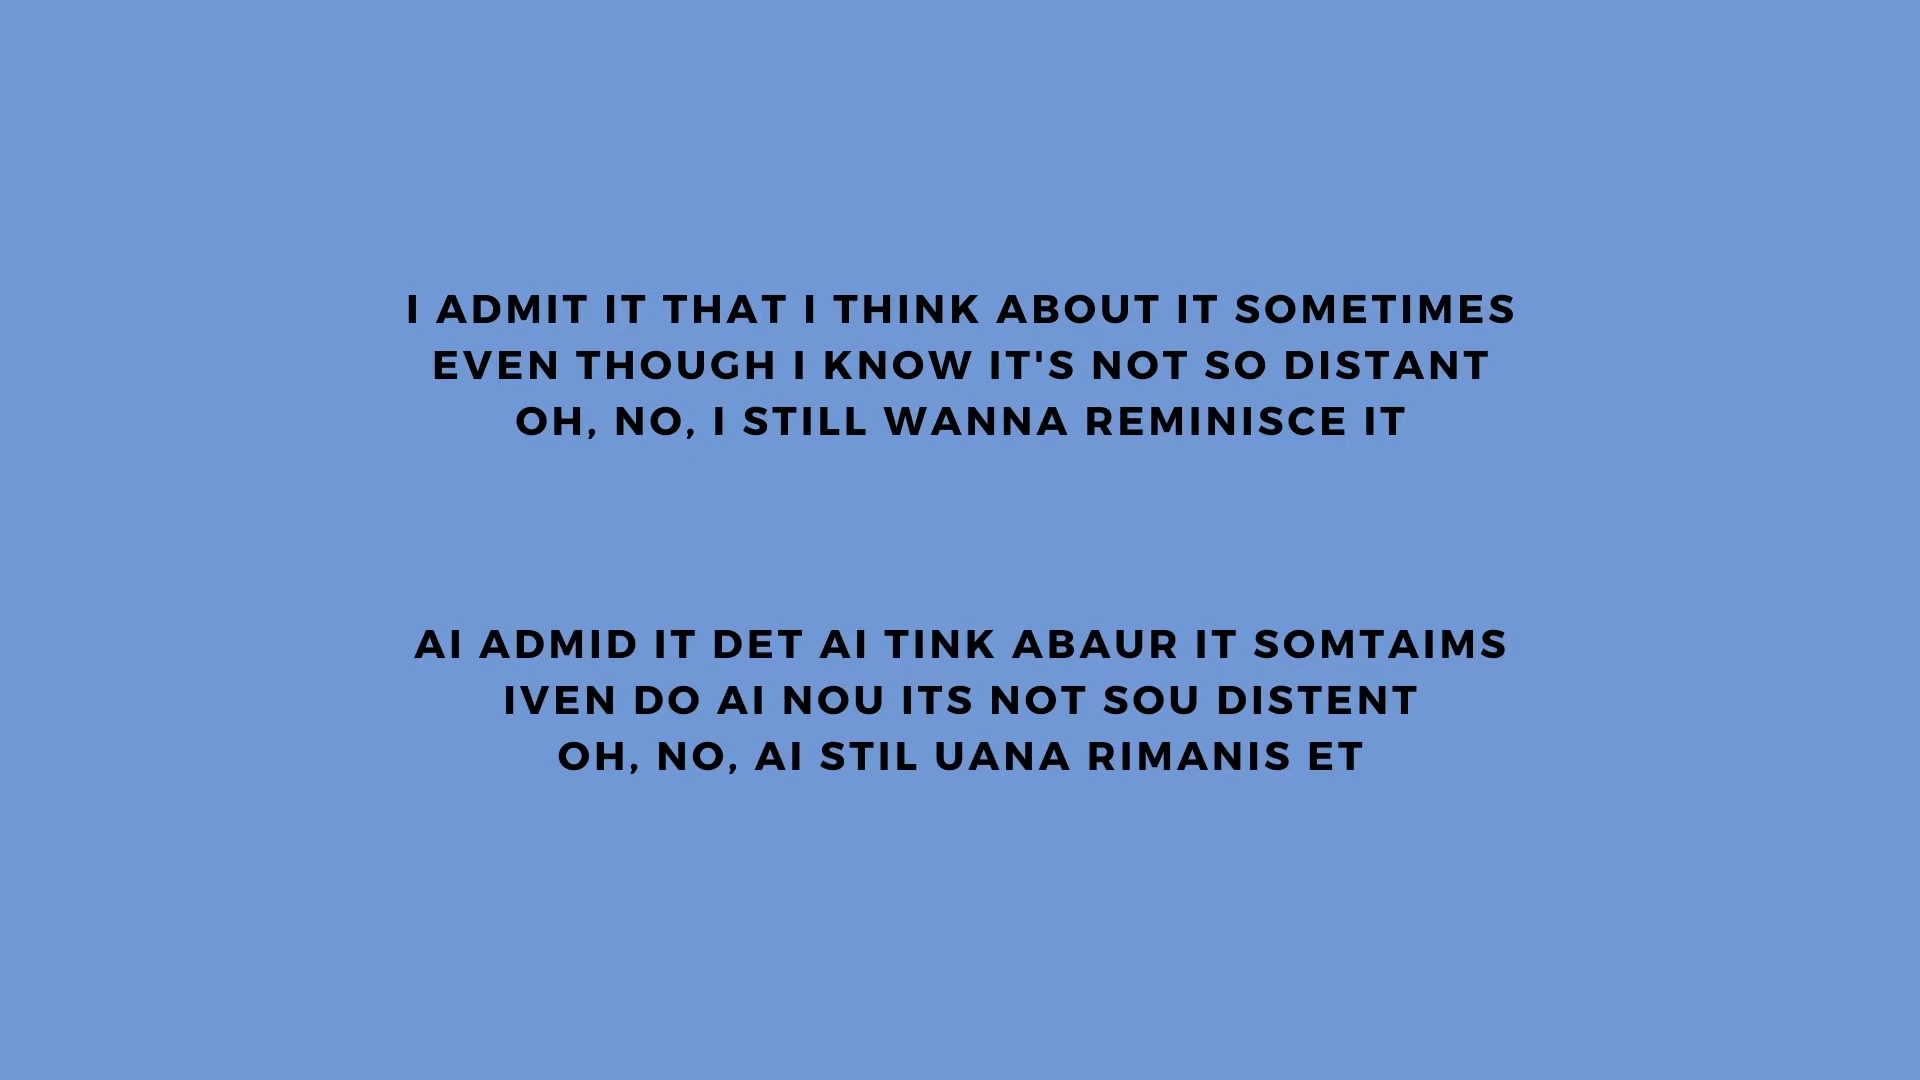 I ADMIT IT THAT I THINK ABOUT IT SOMETIMES
EVEN THOUGH I KNOW IT'S NOT SO DISTANT
OH, NO, I STILL WANNA REMINISCE IT
AI ADMID IT DET AI TINK ABAUR IT SOMTAIMS
IVEN DO AI NOU ITS NOT SOU DISTENT
OH, NO, AI STIL UANA RIMANIS ET